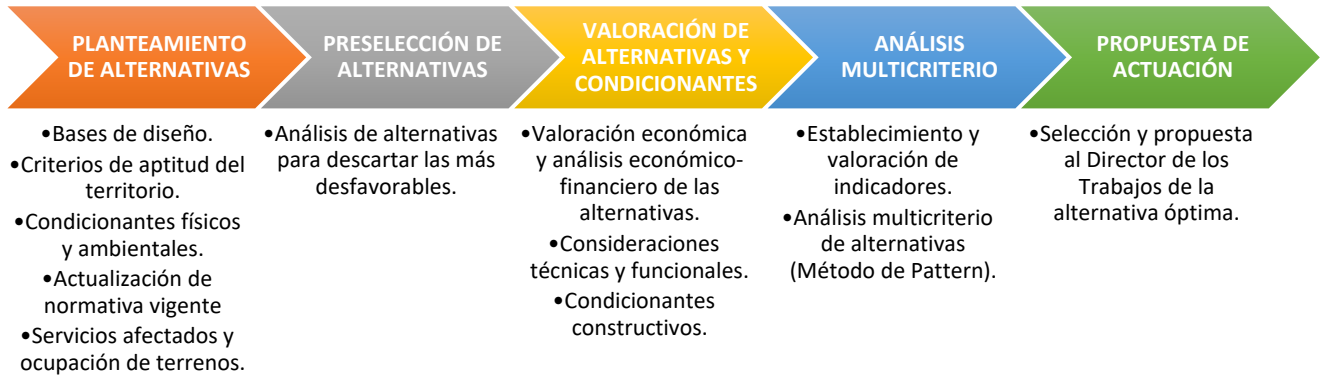 PLANTEAMIENTO
DE ALTERNATIVAS
•Bases de diseño.
•Criterios de aptitud del
territorio.
•Condicionantes físicos
y ambientales.
•Actualización de
normativa vigente
•Servicios afectados y
ocupación de terrenos.
PRESELECCIÓN DE
ALTERNATIVAS
•Análisis de alternativas
para descartar las más
desfavorables.
VALORACIÓN DE
ALTERNATIVAS Y
CONDICIONANTES
•Valoración económica
y análisis económico-
financiero de las
alternativas.
•Consideraciones
técnicas y funcionales.
•Condicionantes
constructivos.
ANÁLISIS
MULTICRITERIO
•Establecimiento y
valoración de
indicadores.
•Análisis multicriterio
de alternativas
(Método de Pattern).
PROPUESTA DE
ACTUACIÓN
•Selección y propuesta
al Director de los
Trabajos de la
alternativa óptima.